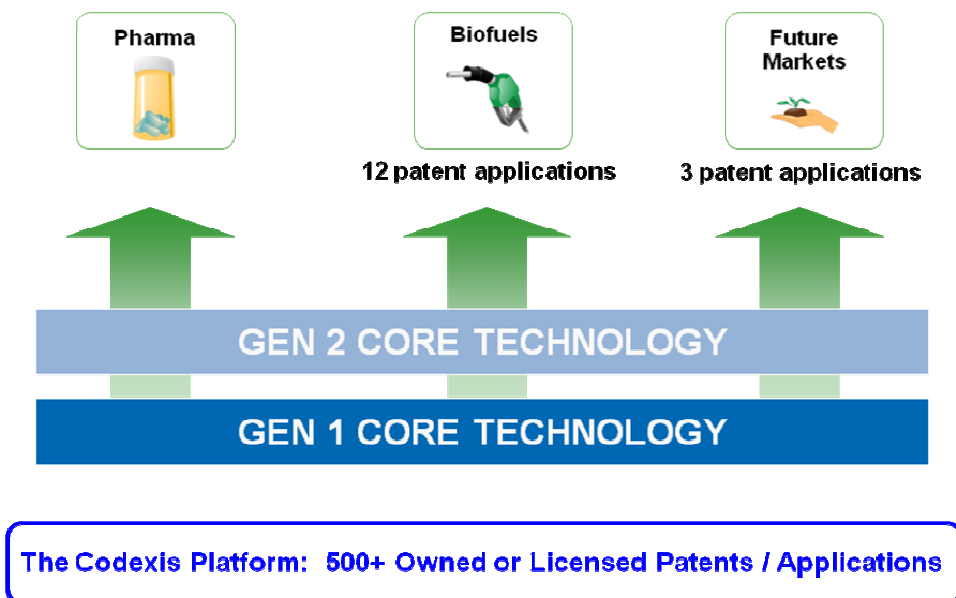 Pharma
Biofuels
Future
Markets
12 patent applications
3 patent applications
GEN 2 CORE TECHNOLOGY
GEN 1 CORE TECHNOLOGY
The Codexis Platform: 500+ Owned or Licensed Patents / Applications